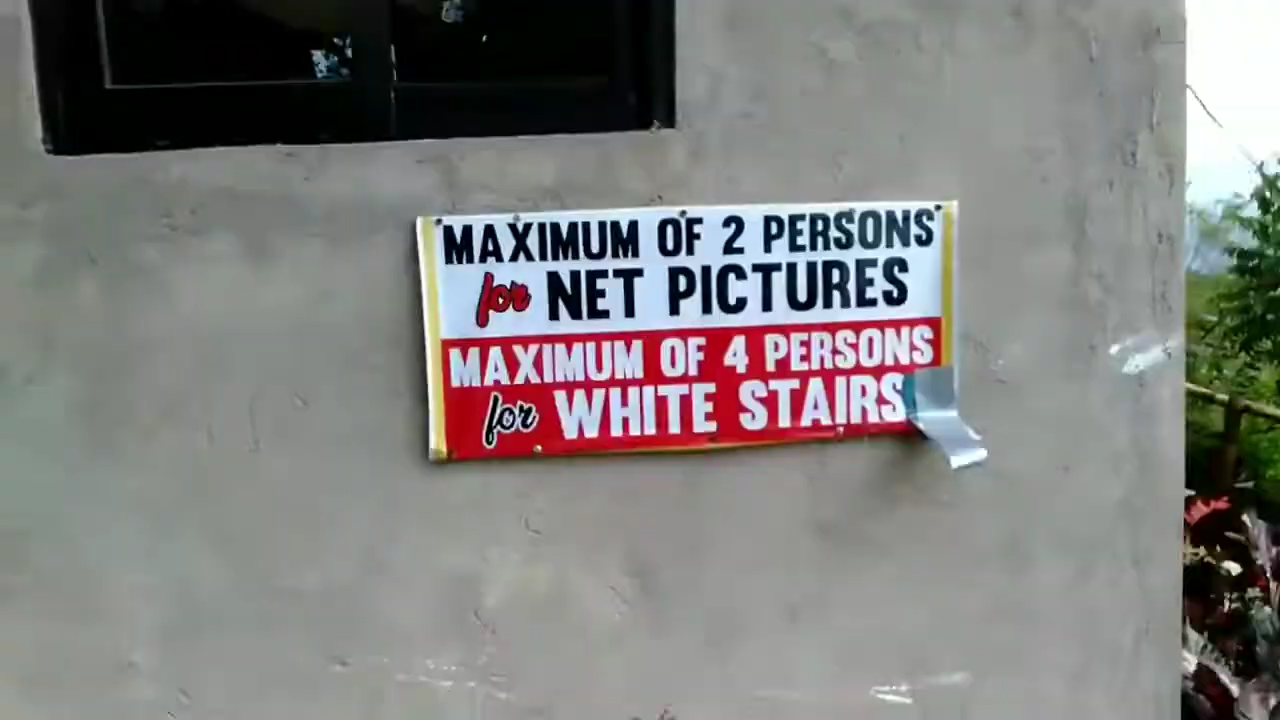 MAXIMUM OF 2 PERSONS
for NET PICTURES
MAXIMUM OF 4 PERSONS
for WHITE STAIRS